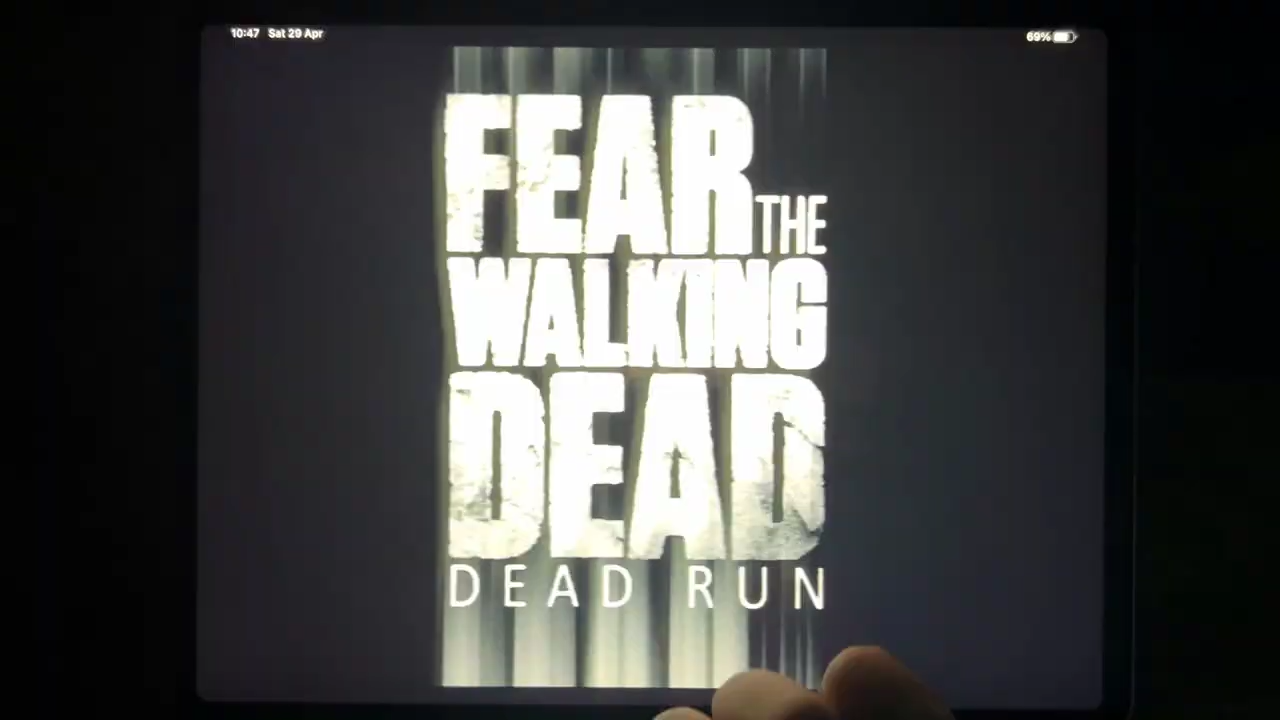 10:47 Sat 29 Apr
69%
FEAR THE
WALKING
DEAD
DEAD RUN